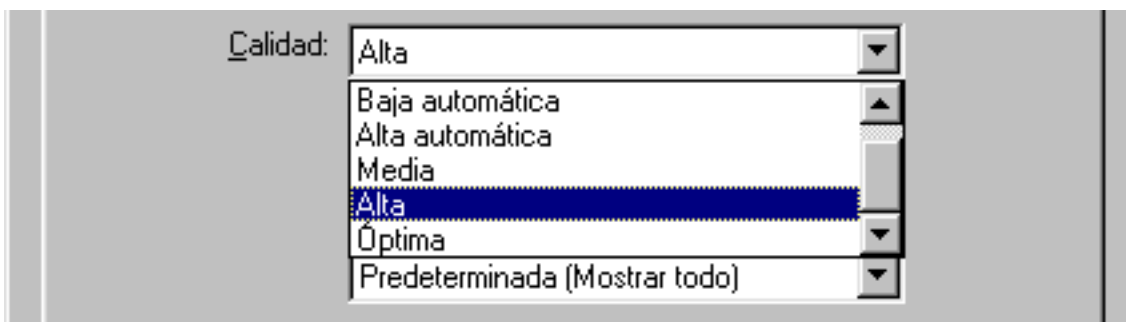 Calidad: Alta
Baja automática
Alta automática
Media
Alta
Óptima
Predeterminada (Mostrar todo)